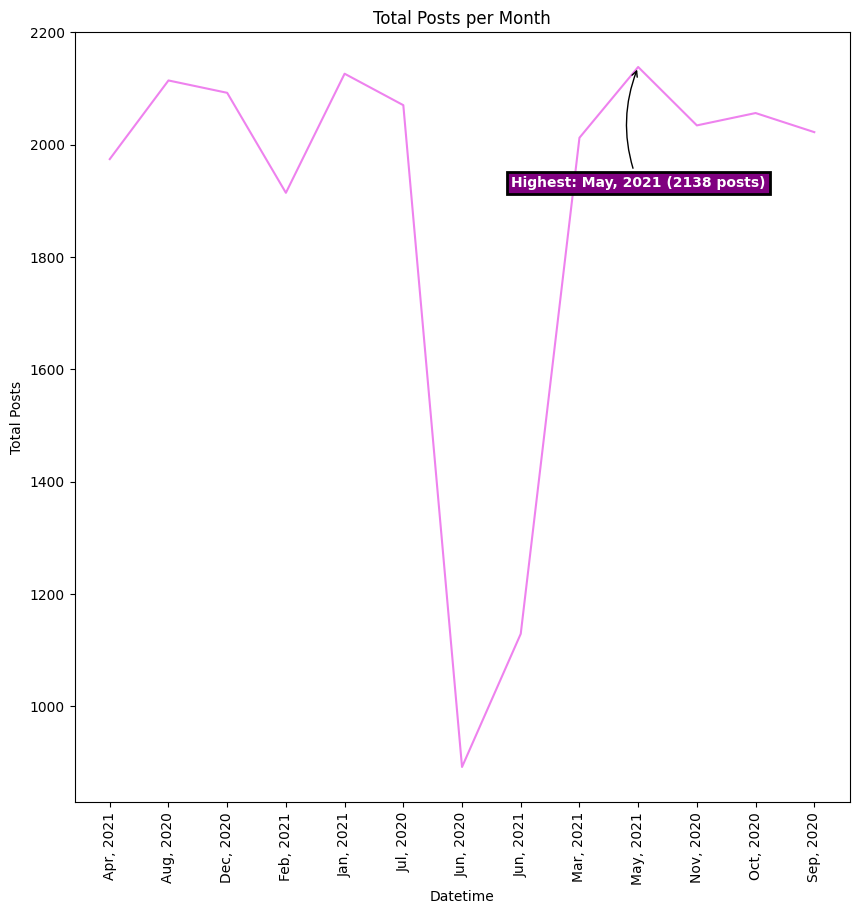 Total Posts per Month
2200
2000
1800
1600
1400
1200
1000
Total Posts
Highest: May, 2021 (2138 posts)
Apr, 2021
Aug, 2020
Dec, 2020
Feb, 2021
Jan, 2021
Jul, 2020
Jun, 2020
Jun, 2021
Mar, 2021
May, 2021
Nov, 2020
Oct, 2020
Sep, 2020
Datetime